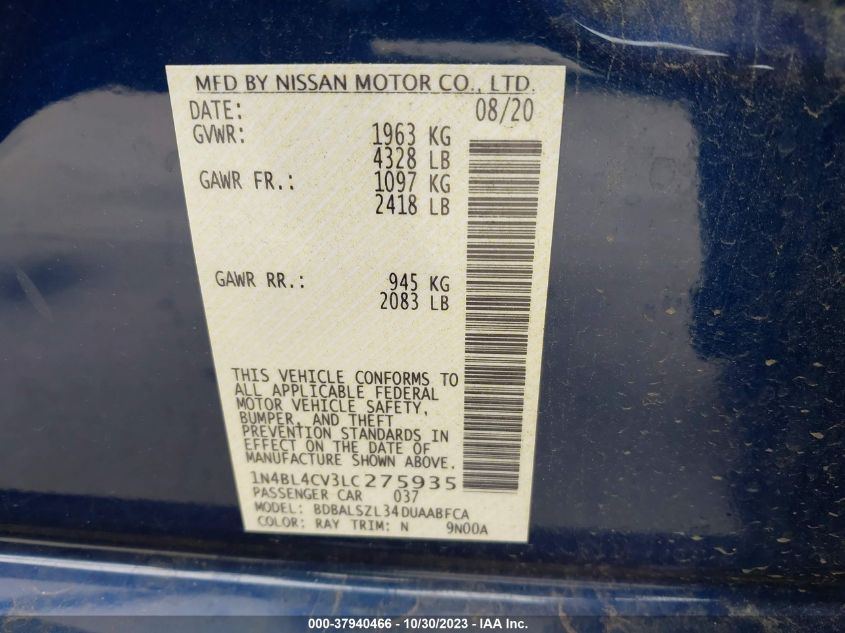 MFD BY NISSAN MOTOR CO., LTD.
DATE: 08/20
GVWR: 1963 KG
4328 LB
GAWR FR.: 1097 KG
2418 LB
GAWR RR.: 945 KG
2083 LB
THIS VEHICLE CONFORMS TO
ALL APPLICABLE FEDERAL
MOTOR VEHICLE SAFETY,
BUMPER, AND THEFT
PREVENTION STANDARDS IN
EFFECT ON THE DATE OF
MANUFACTURE SHOWN ABOVE.
1N4BL4CV3LC275935
PASSENGER CAR 037
MODEL: BDBALSZL34DUAABFCA
COLOR: RAY TRIM: N 9N00A
000-37940466 - 10/30/2023 - IAA Inc.